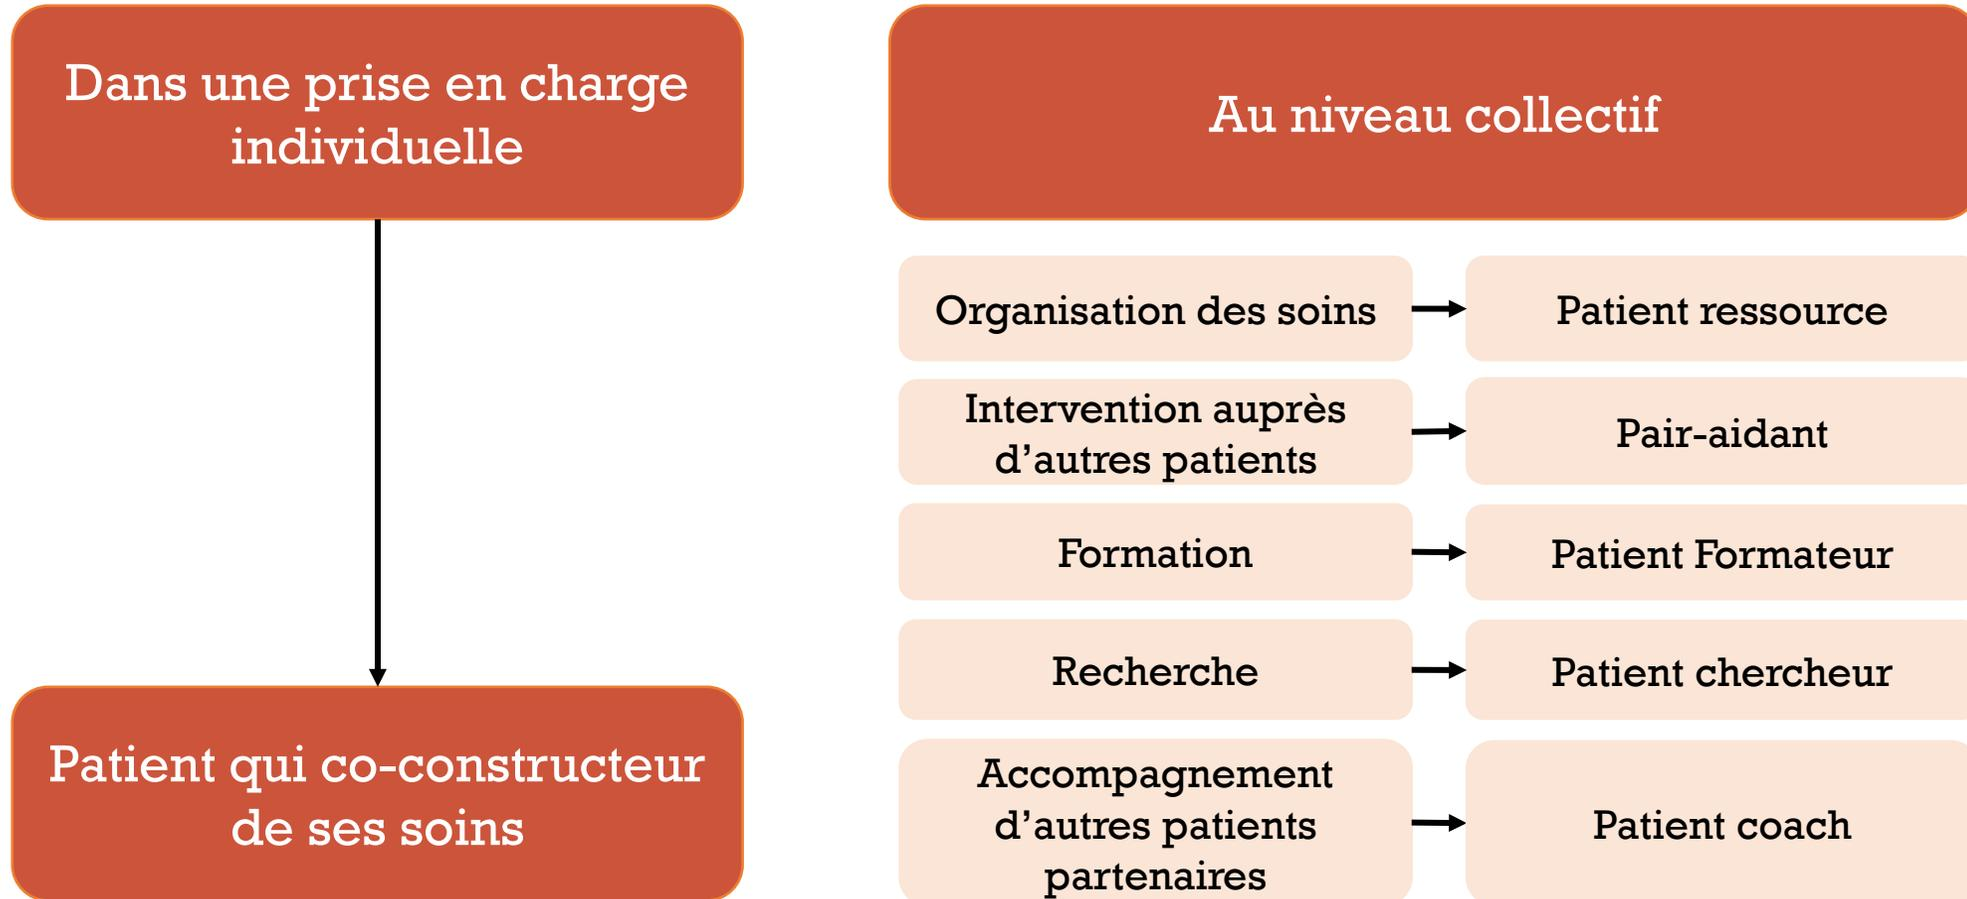 Dans une prise en charge
individuelle
Patient qui co-constructeur
de ses soins
Au niveau collectif
Organisation des soins
Patient ressource
Intervention auprès
d’autres patients
Pair-aidant
Formation
Patient Formateur
Recherche
Patient chercheur
Accompagnement
d’autres patients
partenaires
Patient coach